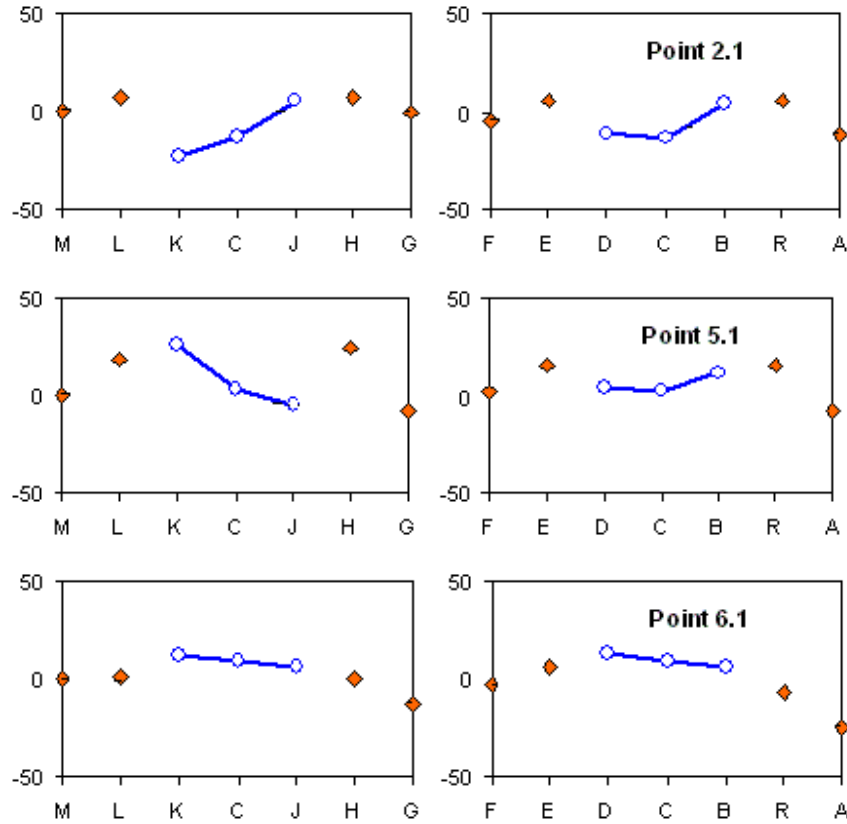 50
0
-50
M L K C J H G
50
Point 2.1
0
-50
F E D C B R A
50
0
-50
M L K C J H G
50
Point 5.1
0
-50
F E D C B R A
50
0
-50
M L K C J H G
50
Point 6.1
0
-50
F E D C B R A